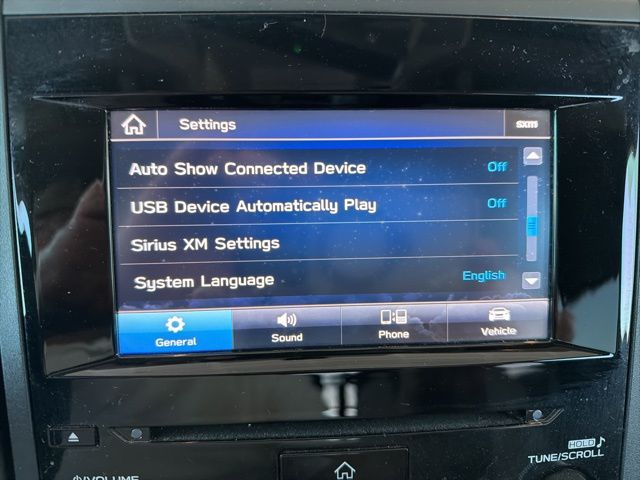 Settings
sxm
Auto Show Connected Device Off
USB Device Automatically Play Off
Sirius XM Settings
System Language English
General
Sound
Phone
Vehicle
HOLD
TUNE/SCROLL
VOLUME